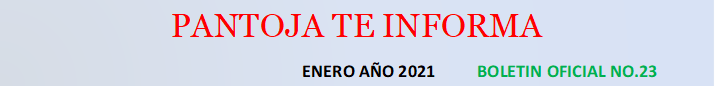 PANTOJA TE INFORMA
ENERO AÑO 2021 BOLETIN OFICIAL NO.23